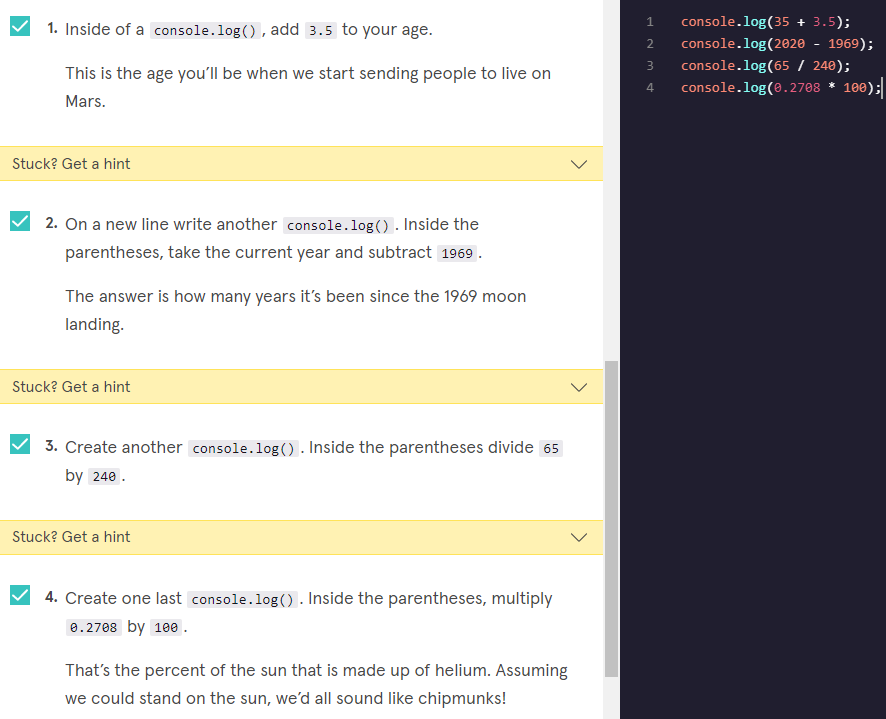 1. Inside of a console.log(), add 3.5 to your age.
This is the age you’ll be when we start sending people to live on
Mars.
Stuck? Get a hint
2. On a new line write another console.log(). Inside the
parentheses, take the current year and subtract 1969.
The answer is how many years it’s been since the 1969 moon
landing.
Stuck? Get a hint
3. Create another console.log(). Inside the parentheses divide 65
by 240.
Stuck? Get a hint
4. Create one last console.log(). Inside the parentheses, multiply
0.2708 by 100.
That’s the percent of the sun that is made up of helium. Assuming
we could stand on the sun, we’d all sound like chipmunks!
1 console.log(35 + 3.5);
2 console.log(2020 - 1969);
3 console.log(65 / 240);
4 console.log(0.2708 * 100);